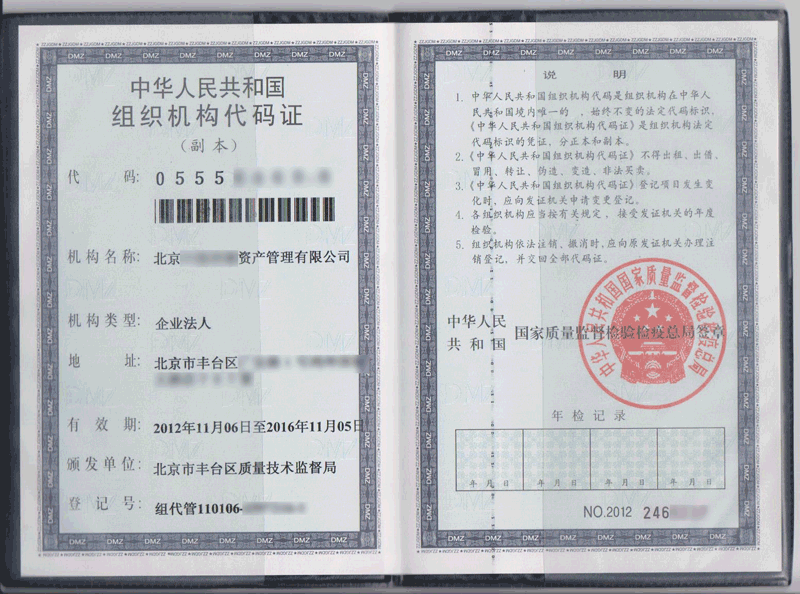 中华人民共和国
组织机构代码证
（副本）
代码: 0555
机构名称: 北京 资产管理有限公司
机构类型: 企业法人
地址: 北京市丰台区
有效期: 2012年11月06日至2016年11月05日
颁发单位: 北京市丰台区质量技术监督局
登记号: 组代管110106-
说明
1. 中华人民共和国组织机构代码是组织机构在中华人
民共和国境内唯一的、始终不变的法定代码标识，
《中华人民共和国组织机构代码证》是组织机构法定
代码标识的凭证，分正本和副本。
2.《中华人民共和国组织机构代码证》不得出租、出借、
冒用、转让、伪造、变造、非法买卖。
3.《中华人民共和国组织机构代码证》登记项目发生变
化时，应向发证机关申请变更登记。
4. 各组织机构应当按有关规定，接受发证机关的年度
检验。
5. 组织机构依法注销、撤消时，应向原发证机关办理注
销登记，并交回全部代码证。
中华人民
共和国 国家质量监督检验检疫总局签章
中华人民共和国国家质量监督检验检疫总局
年检记录
年 月 日 年 月 日 年 月 日 年 月 日
NO.2012 246